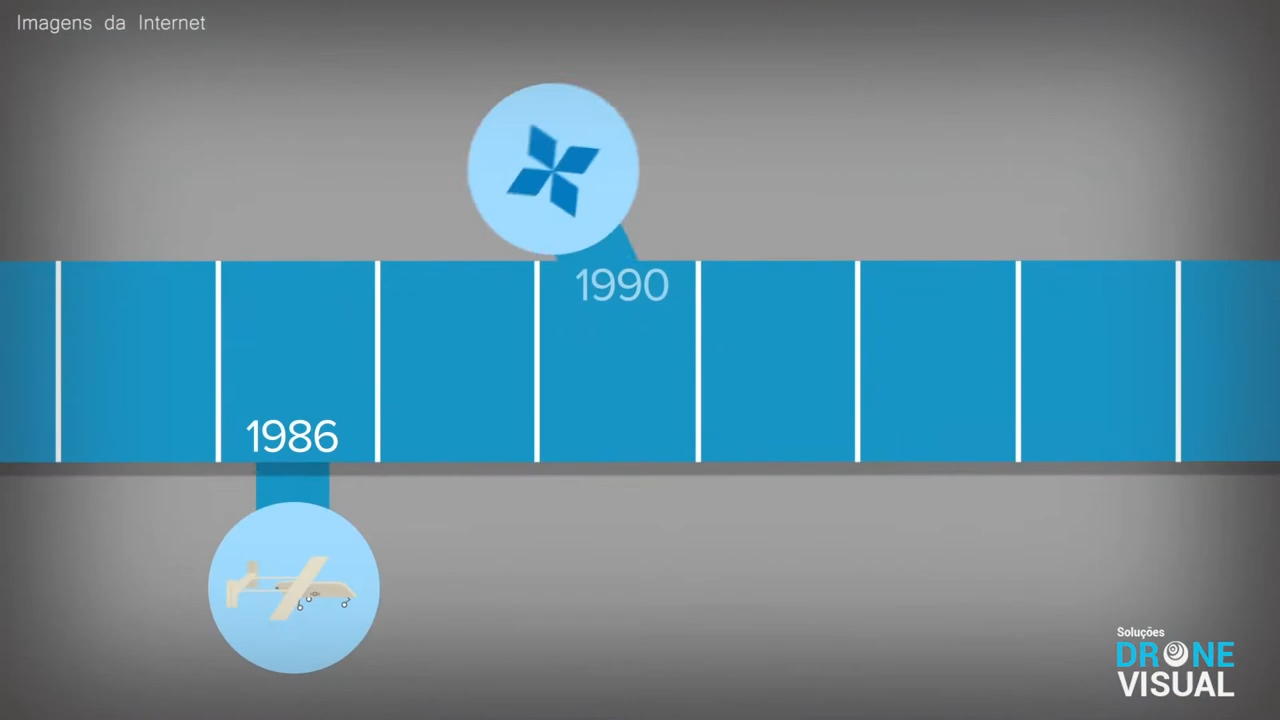 Imagens da Internet
1990
1986
Soluções
DRONE
VISUAL